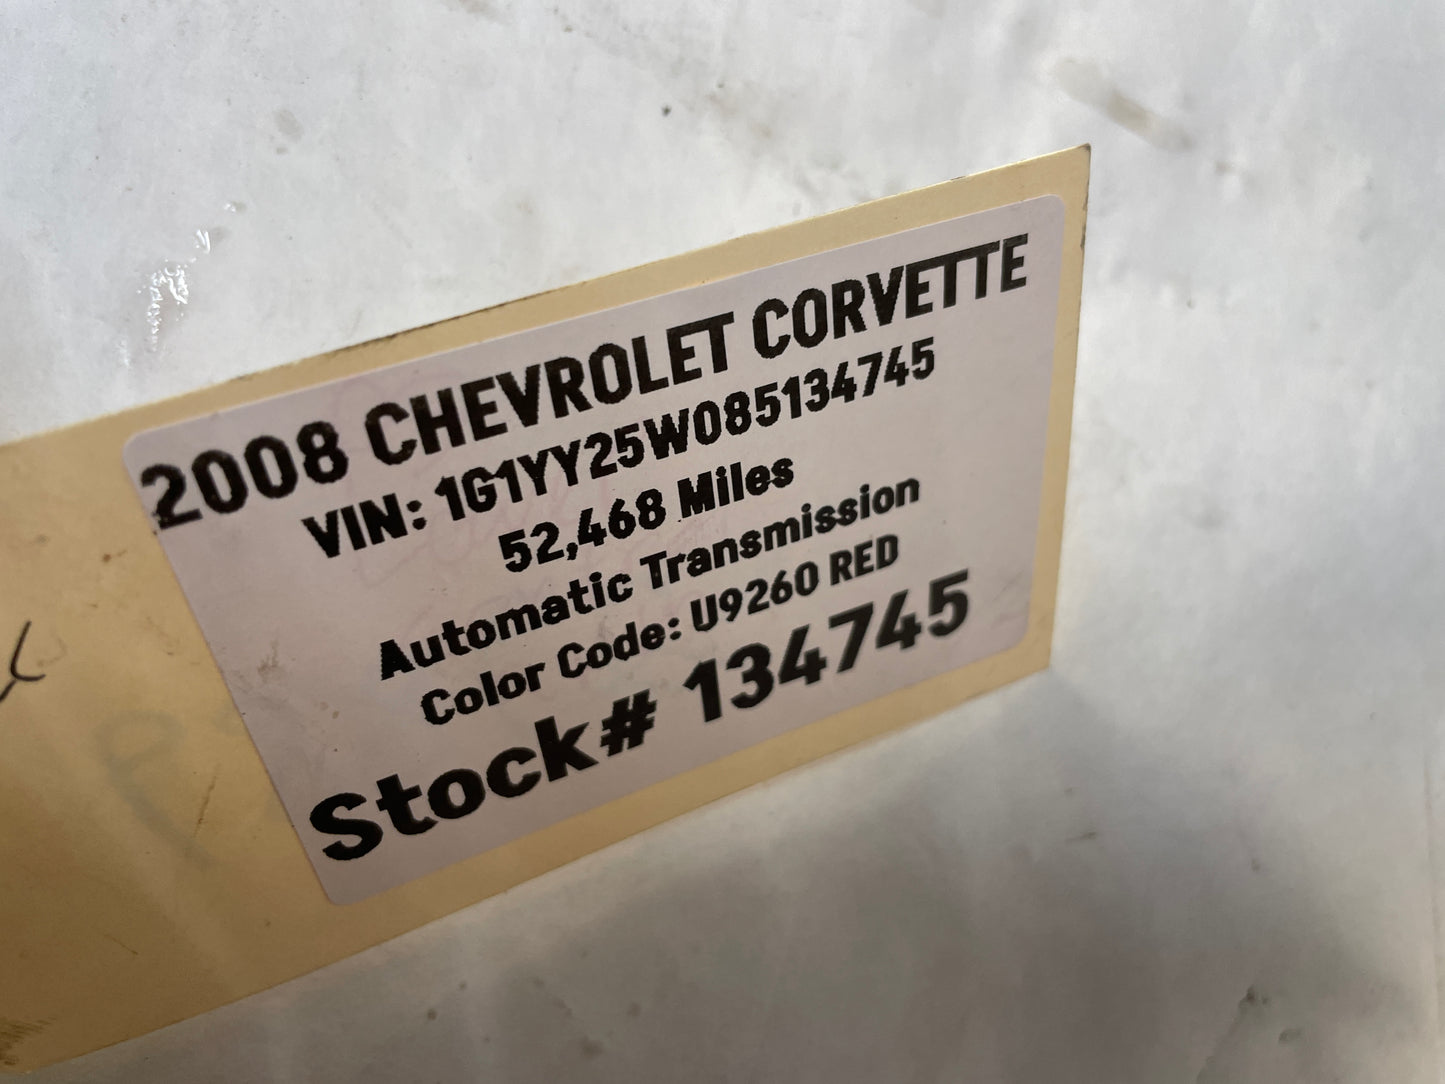 2008 CHEVROLET CORVETTE
VIN: 1G1YY25W085134745
52,468 Miles
Automatic Transmission
Color Code: U9260 RED
Stock# 134745